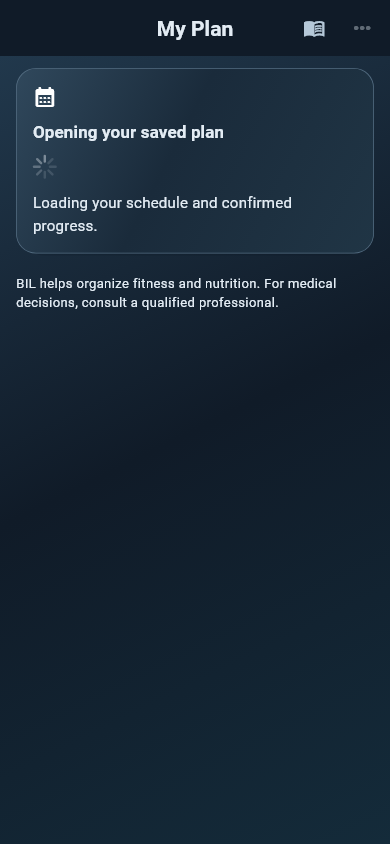 My Plan
Opening your saved plan
Loading your schedule and confirmed
progress.
BIL helps organize fitness and nutrition. For medical
decisions, consult a qualified professional.